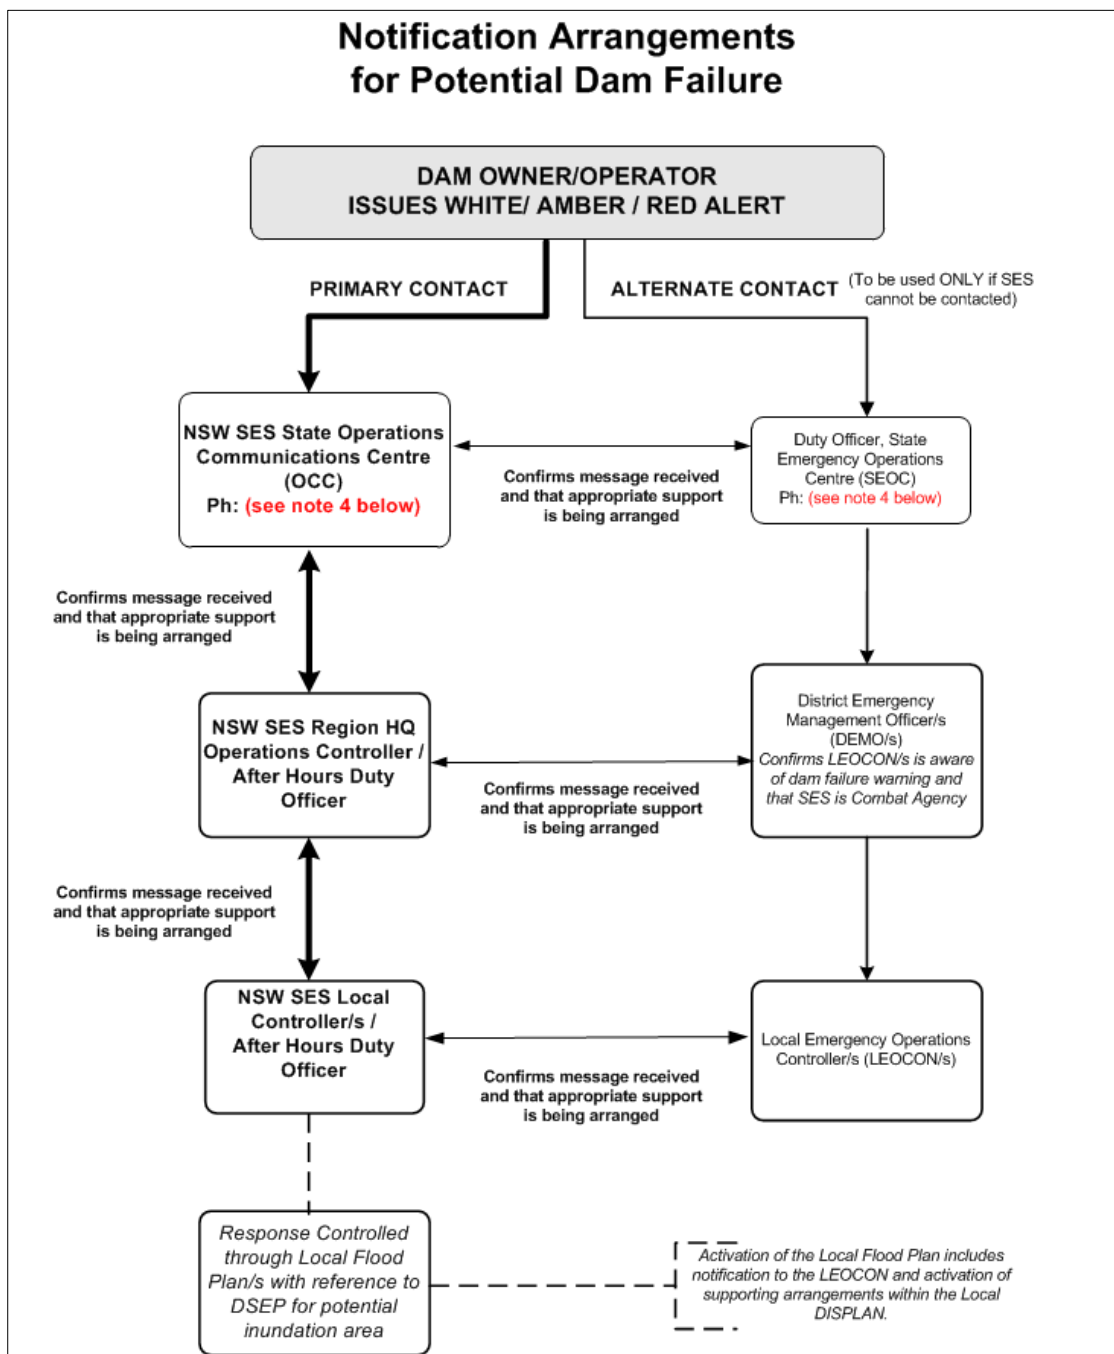 Notification Arrangements
for Potential Dam Failure
DAM OWNER/OPERATOR
ISSUES WHITE/ AMBER / RED ALERT
PRIMARY CONTACT
ALTERNATE CONTACT
(To be used ONLY if SES
cannot be contacted)
NSW SES State Operations
Communications Centre
(OCC)
Ph: (see note 4 below)
Confirms message received
and that appropriate support
is being arranged
Duty Officer, State
Emergency Operations
Centre (SEOC)
Ph: (see note 4 below)
Confirms message received
and that appropriate support
is being arranged
NSW SES Region HQ
Operations Controller /
After Hours Duty
Officer
Confirms message received
and that appropriate support
is being arranged
District Emergency
Management Officer/s
(DEMO/s)
Confirms LEOCON/s is aware
of dam failure warning and
that SES is Combat Agency
Confirms message received
and that appropriate support
is being arranged
NSW SES Local
Controller/s /
After Hours Duty
Officer
Confirms message received
and that appropriate support
is being arranged
Local Emergency Operations
Controller/s (LEOCON/s)
Response Controlled
through Local Flood
Plan/s with reference to
DSEP for potential
inundation area
Activation of the Local Flood Plan includes
notification to the LEOCON and activation of
supporting arrangements within the Local
DISPLAN.